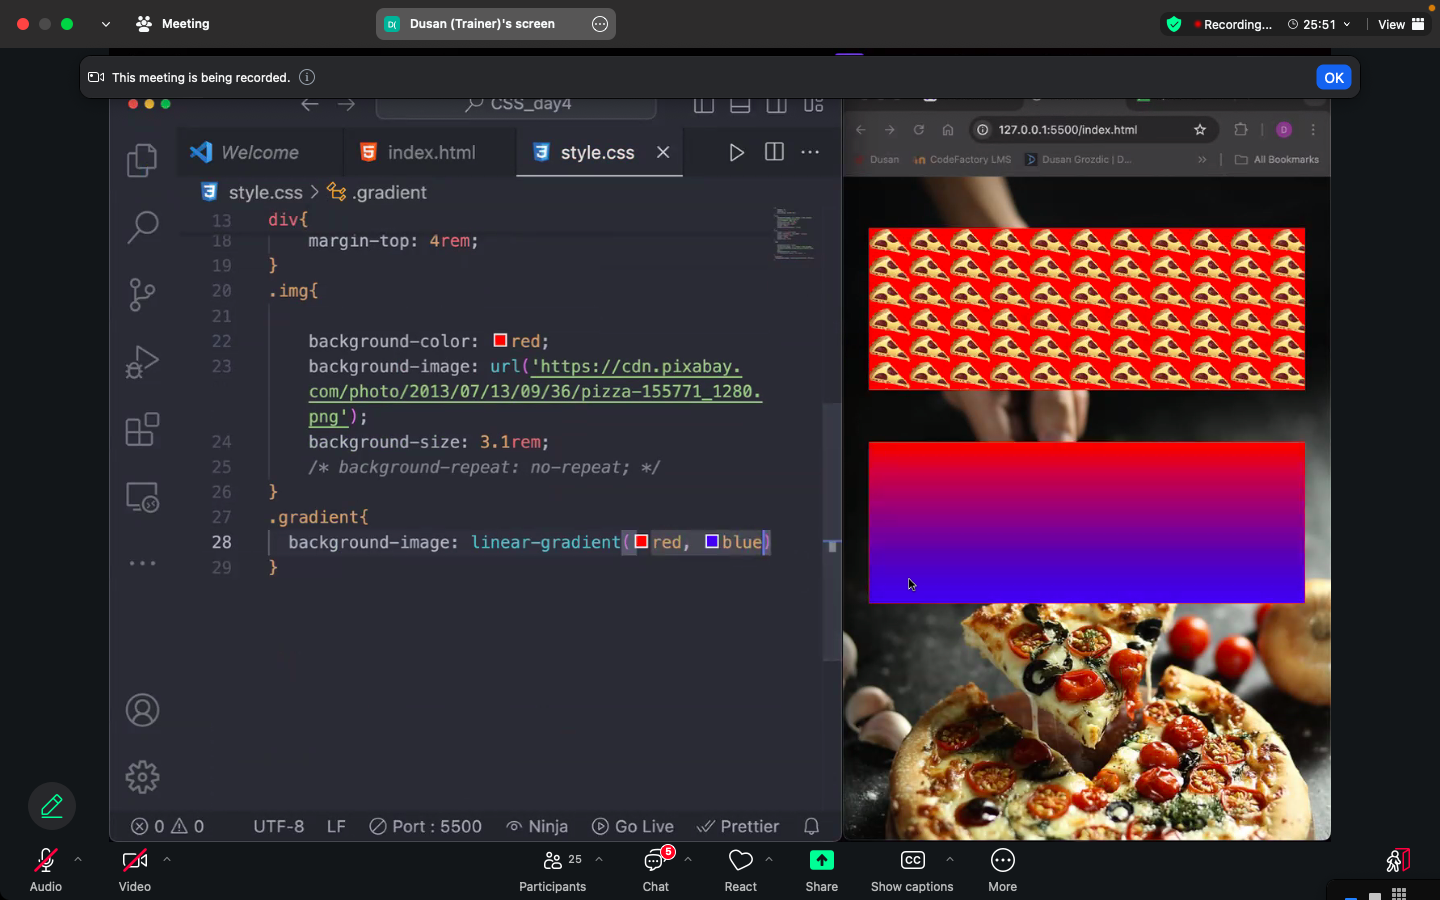 Meeting
D( Dusan (Trainer)'s screen
Recording...
25:51
View
This meeting is being recorded.
OK
CSS_day4
Welcome
index.html
style.css
style.css > .gradient
13 div{
18 margin-top: 4rem;
19 }
20 .img{
21
22 background-color: red;
23 background-image: url('https://cdn.pixabay.
com/photo/2013/07/13/09/36/pizza-155771_1280.
png');
24 background-size: 3.1rem;
25 /* background-repeat: no-repeat; */
26 }
27 .gradient{
28 background-image: linear-gradient(red, blue)
29 }
0 0 UTF-8 LF Port : 5500 Ninja Go Live Prettier
127.0.0.1:5500/index.html
D
Dusan
CodeFactory LMS
Dusan Grozdic | D...
All Bookmarks
Audio
Video
25
Participants
5
Chat
React
Share
CC
Show captions
More